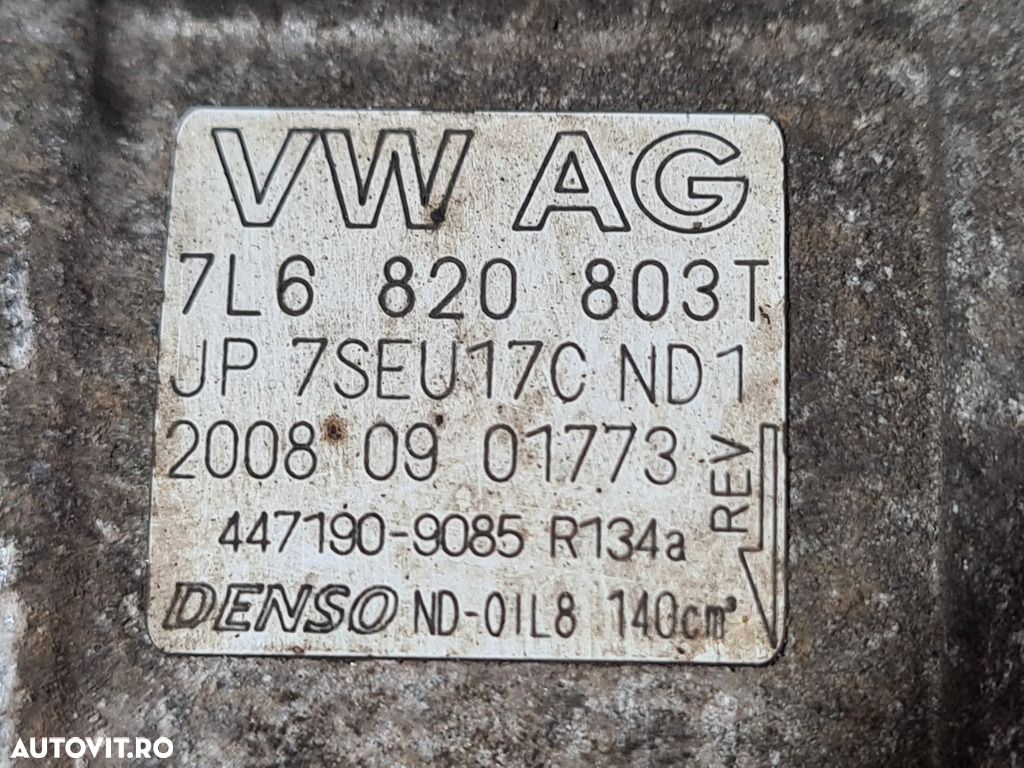 VW AG
7L6 820 803T
JP 7SEU17C ND1
2008 09 01773
REV
447190-9085 R134a
DENSO ND-OIL8 140cm³
AUTOVIT.RO